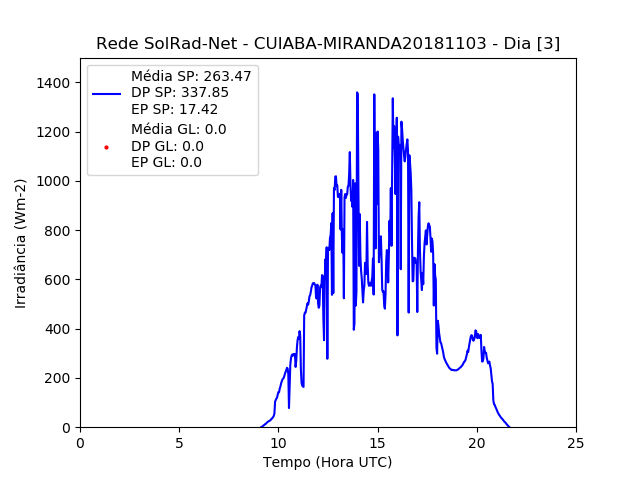 Rede SolRad-Net - CUIABA-MIRANDA20181103 - Dia [3]
Média SP: 263.47
DP SP: 337.85
EP SP: 17.42
Média GL: 0.0
DP GL: 0.0
EP GL: 0.0
Irradiância (Wm-2)
1400
1200
1000
800
600
400
200
0
0 5 10 15 20 25
Tempo (Hora UTC)